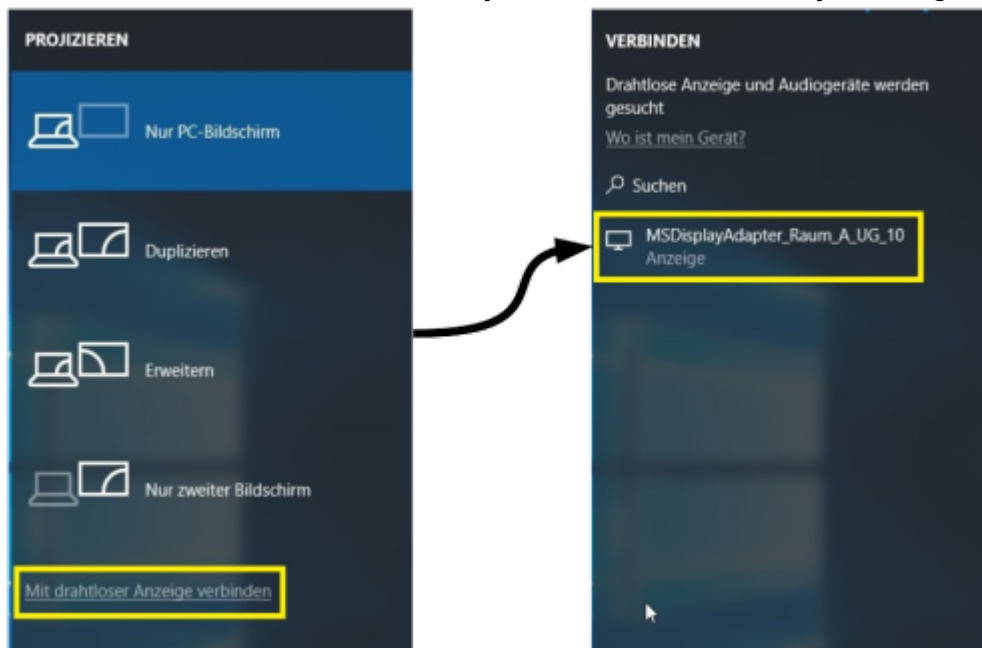 PROJIZIEREN
Nur PC-Bildschirm
Duplizieren
Erweitern
Nur zweiter Bildschirm
Mit drahtloser Anzeige verbinden
VERBINDEN
Drahtlose Anzeige und Audiogeräte werden
gesucht
Wo ist mein Gerät?
Suchen
MSDisplayAdapter_Raum_A_UG_10
Anzeige